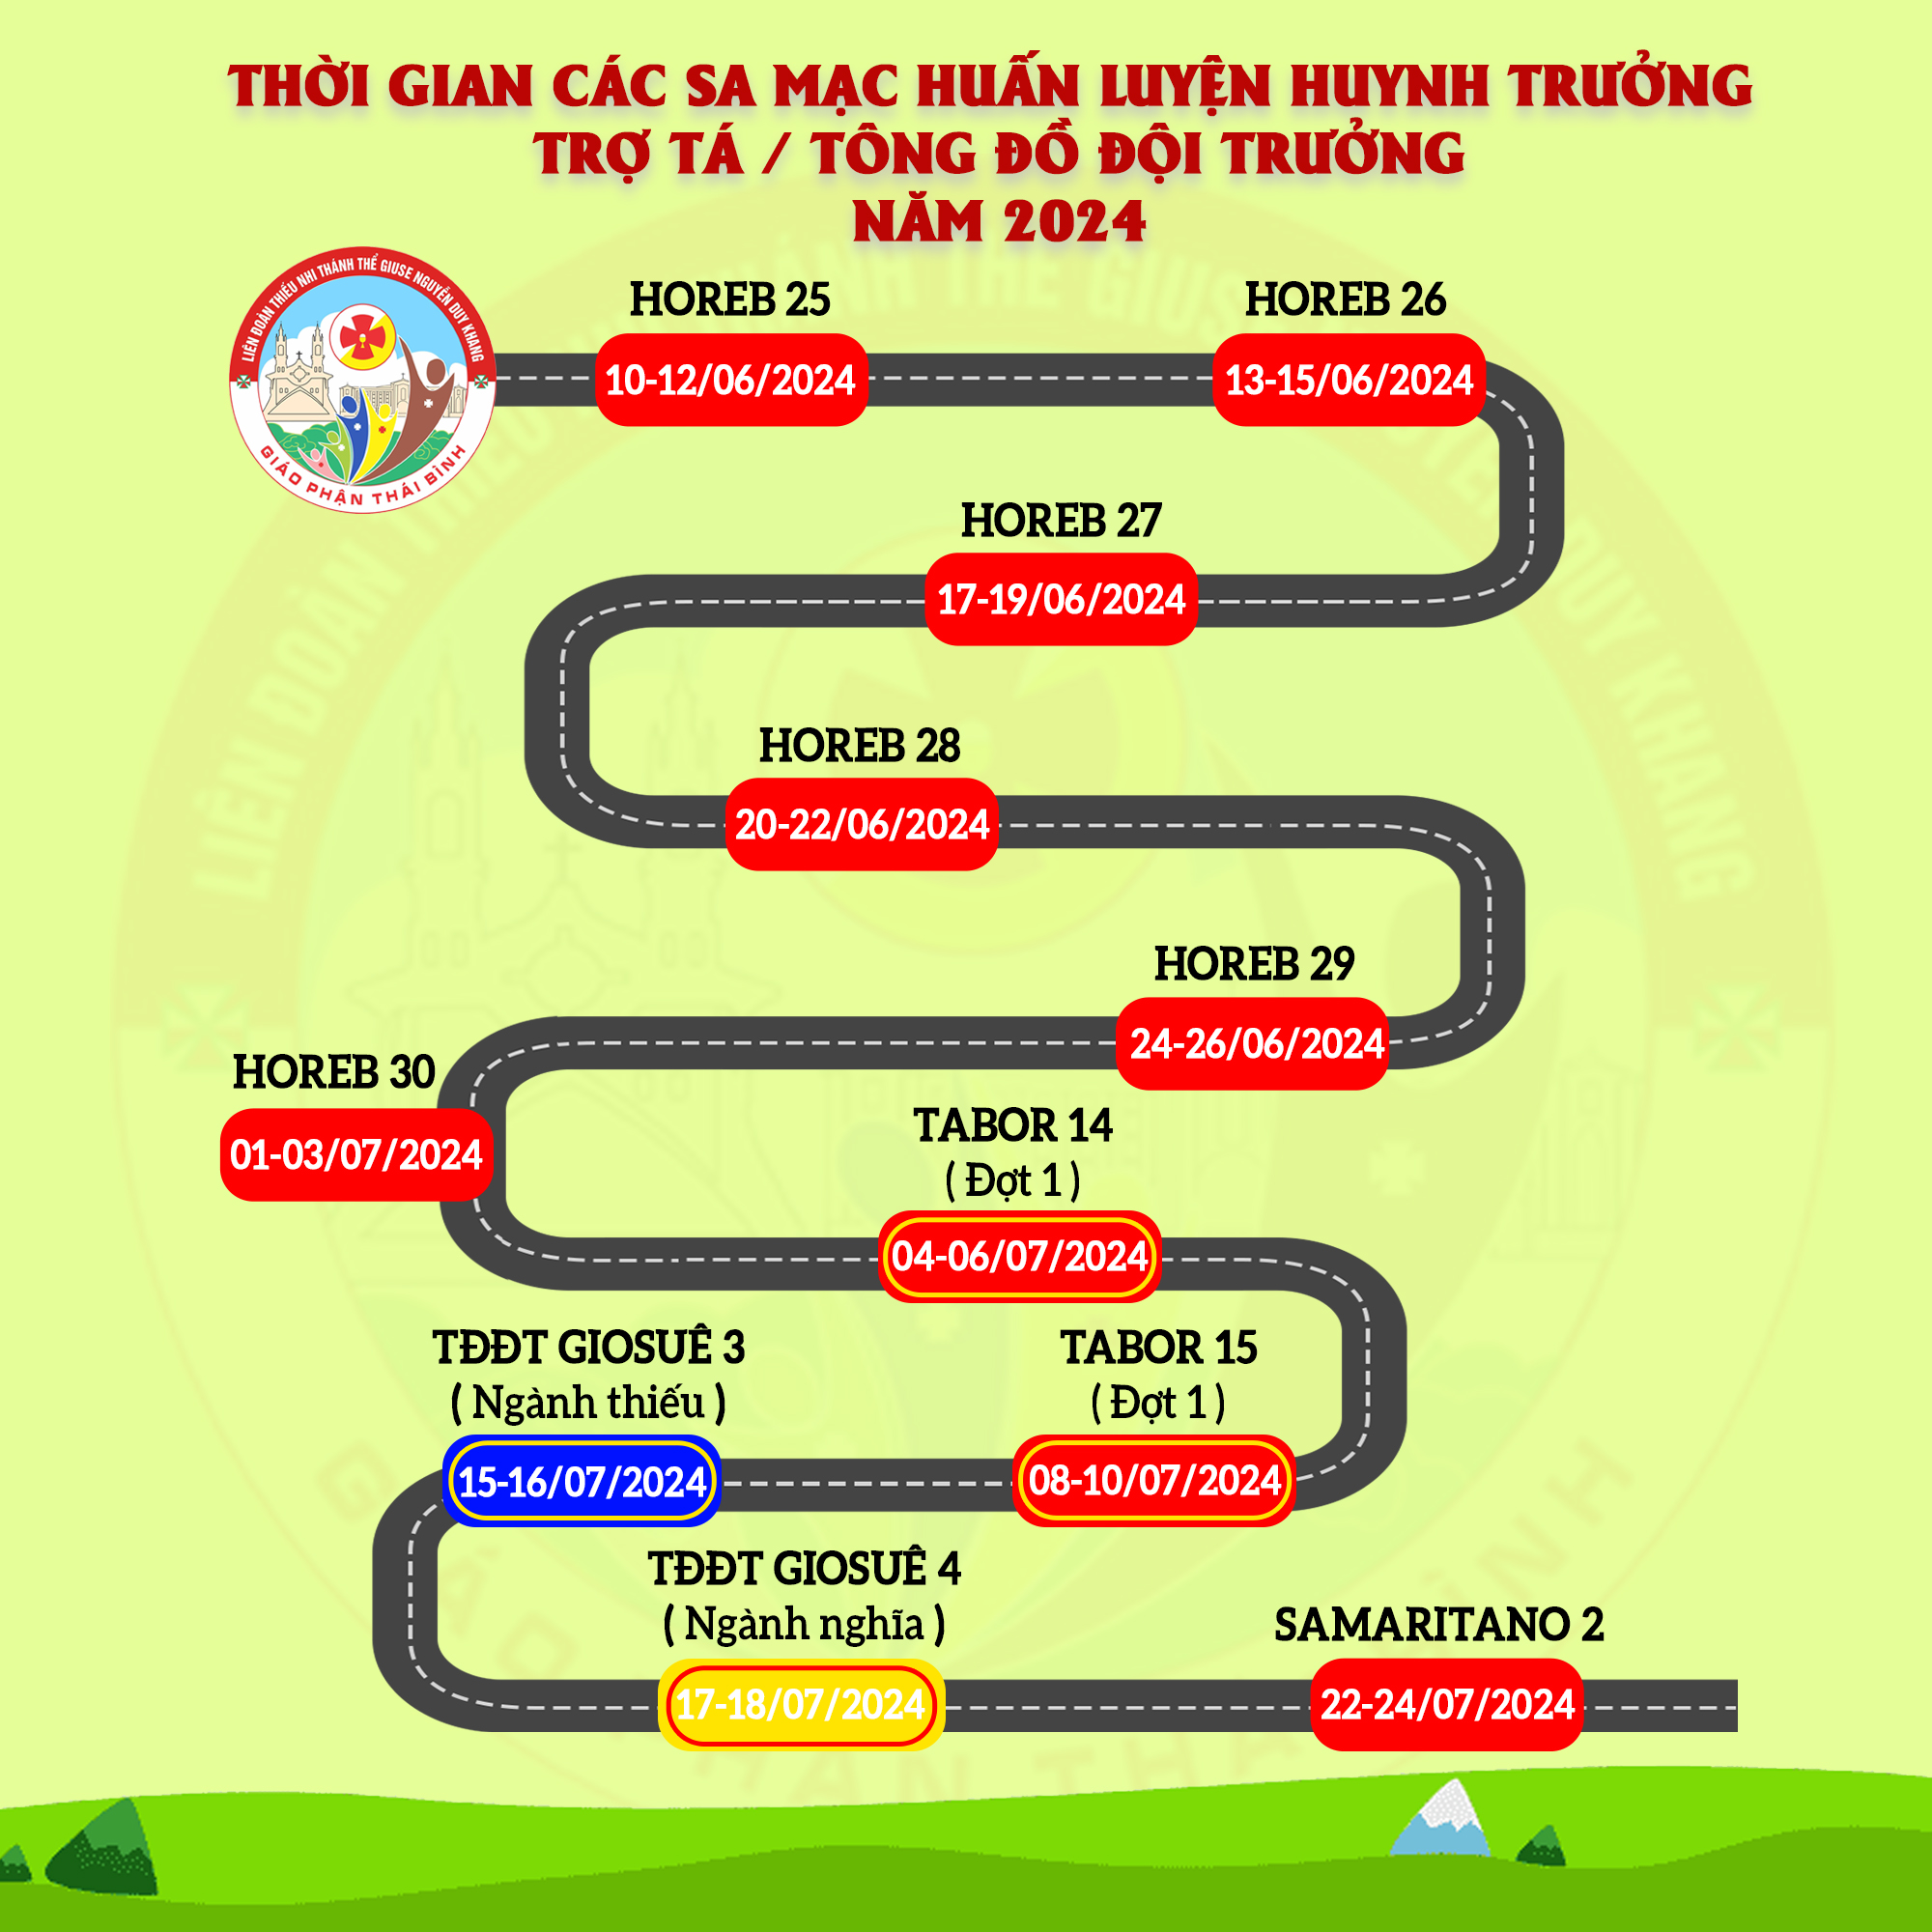 THỜI GIAN CÁC SA MẠC HUẤN LUYỆN HUYNH TRƯỞNG
TRỢ TÁ / TÔNG ĐỒ ĐỘI TRƯỞNG
NĂM 2024
LIÊN ĐOÀN THIẾU NHI THÁNH THỂ GIUSE NGUYỄN DUY KHANG
GIÁO PHẬN THÁI BÌNH
HOREB 25
10-12/06/2024
HOREB 26
13-15/06/2024
HOREB 27
17-19/06/2024
HOREB 28
20-22/06/2024
HOREB 29
24-26/06/2024
HOREB 30
01-03/07/2024
TABOR 14
( Đợt 1 )
04-06/07/2024
TABOR 15
( Đợt 1 )
08-10/07/2024
TĐĐT GIOSUÊ 3
( Ngành thiếu )
15-16/07/2024
TĐĐT GIOSUÊ 4
( Ngành nghĩa )
17-18/07/2024
SAMARITANO 2
22-24/07/2024